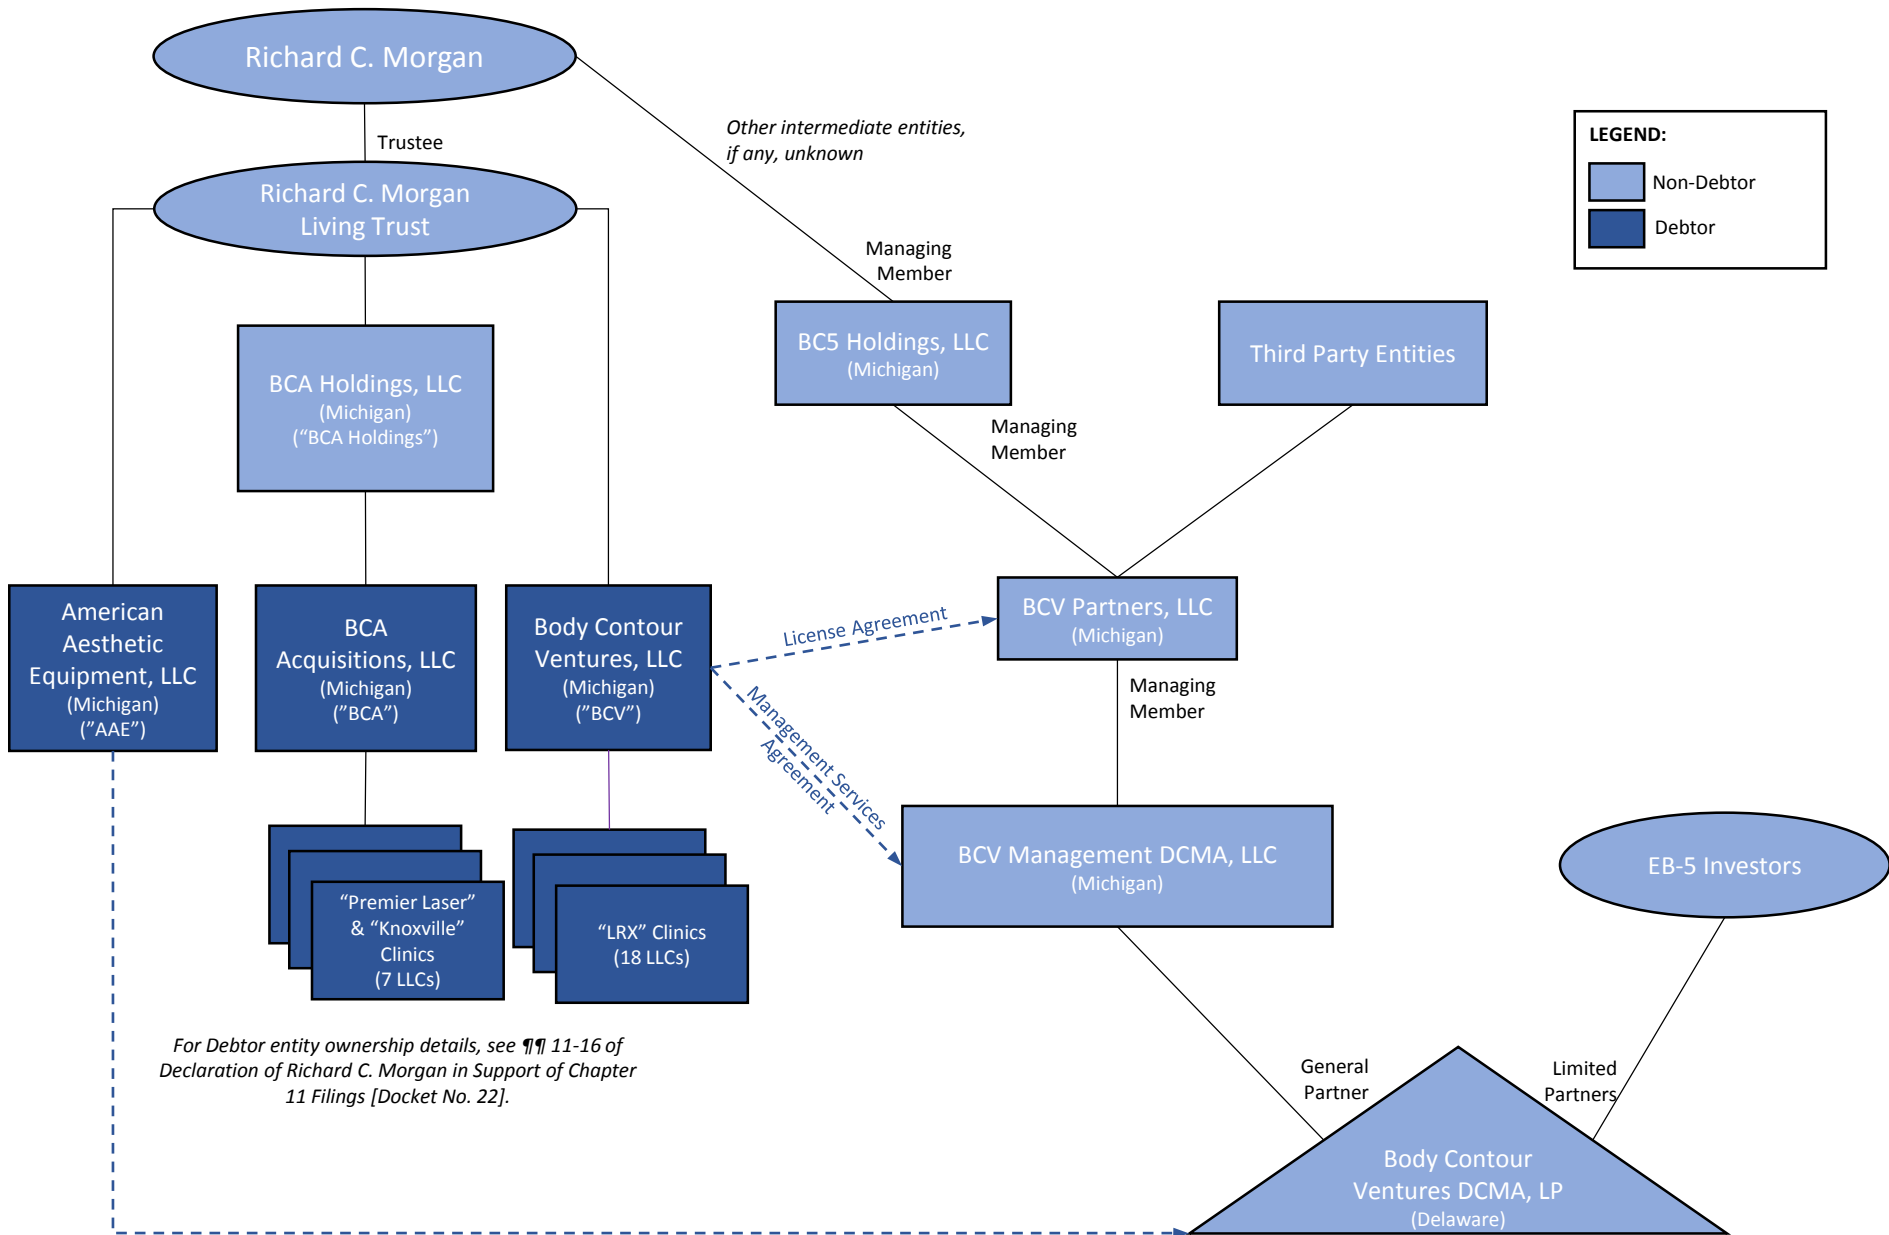 Richard C. Morgan
Trustee
Other intermediate entities,
if any, unknown
LEGEND:
Non-Debtor
Debtor
Richard C. Morgan
Living Trust
Managing
Member
BCA Holdings, LLC
(Michigan)
(“BCA Holdings”)
BC5 Holdings, LLC
(Michigan)
Third Party Entities
Managing
Member
American
Aesthetic
Equipment, LLC
(Michigan)
(”AAE”)
BCA
Acquisitions, LLC
(Michigan)
(”BCA”)
Body Contour
Ventures, LLC
(Michigan)
(”BCV”)
License Agreement
BCV Partners, LLC
(Michigan)
Management Services
Agreement
Managing
Member
BCV Management DCMA, LLC
(Michigan)
EB-5 Investors
“Premier Laser”
& “Knoxville”
Clinics
(7 LLCs)
“LRX” Clinics
(18 LLCs)
For Debtor entity ownership details, see ¶¶ 11-16 of
Declaration of Richard C. Morgan in Support of Chapter
11 Filings [Docket No. 22].
General
Partner
Limited
Partners
Body Contour
Ventures DCMA, LP
(Delaware)